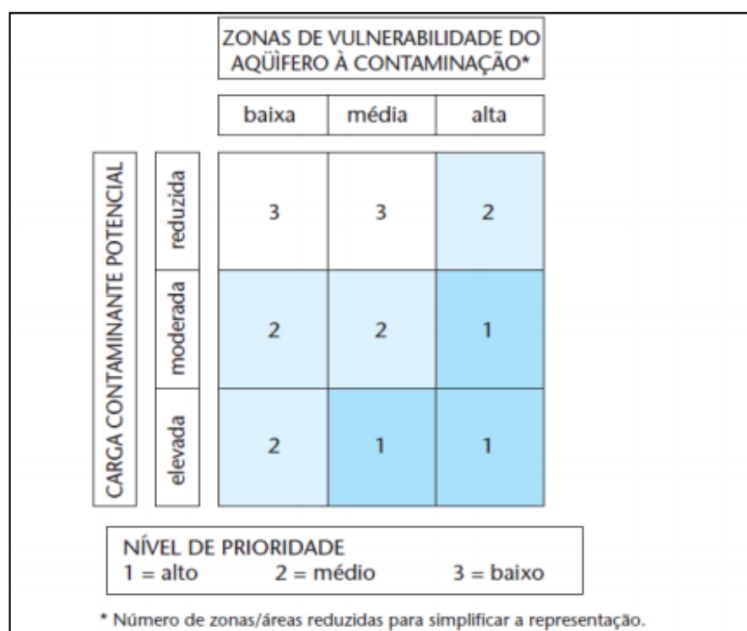 ZONAS DE VULNERABILIDADE DO
AQÜÌFERO À CONTAMINAÇÃO*
baixa média alta
CARGA CONTAMINANTE POTENCIAL
reduzida
3 3 2
moderada
2 2 1
elevada
2 1 1
NÍVEL DE PRIORIDADE
1 = alto 2 = médio 3 = baixo
* Número de zonas/áreas reduzidas para simplificar a representação.